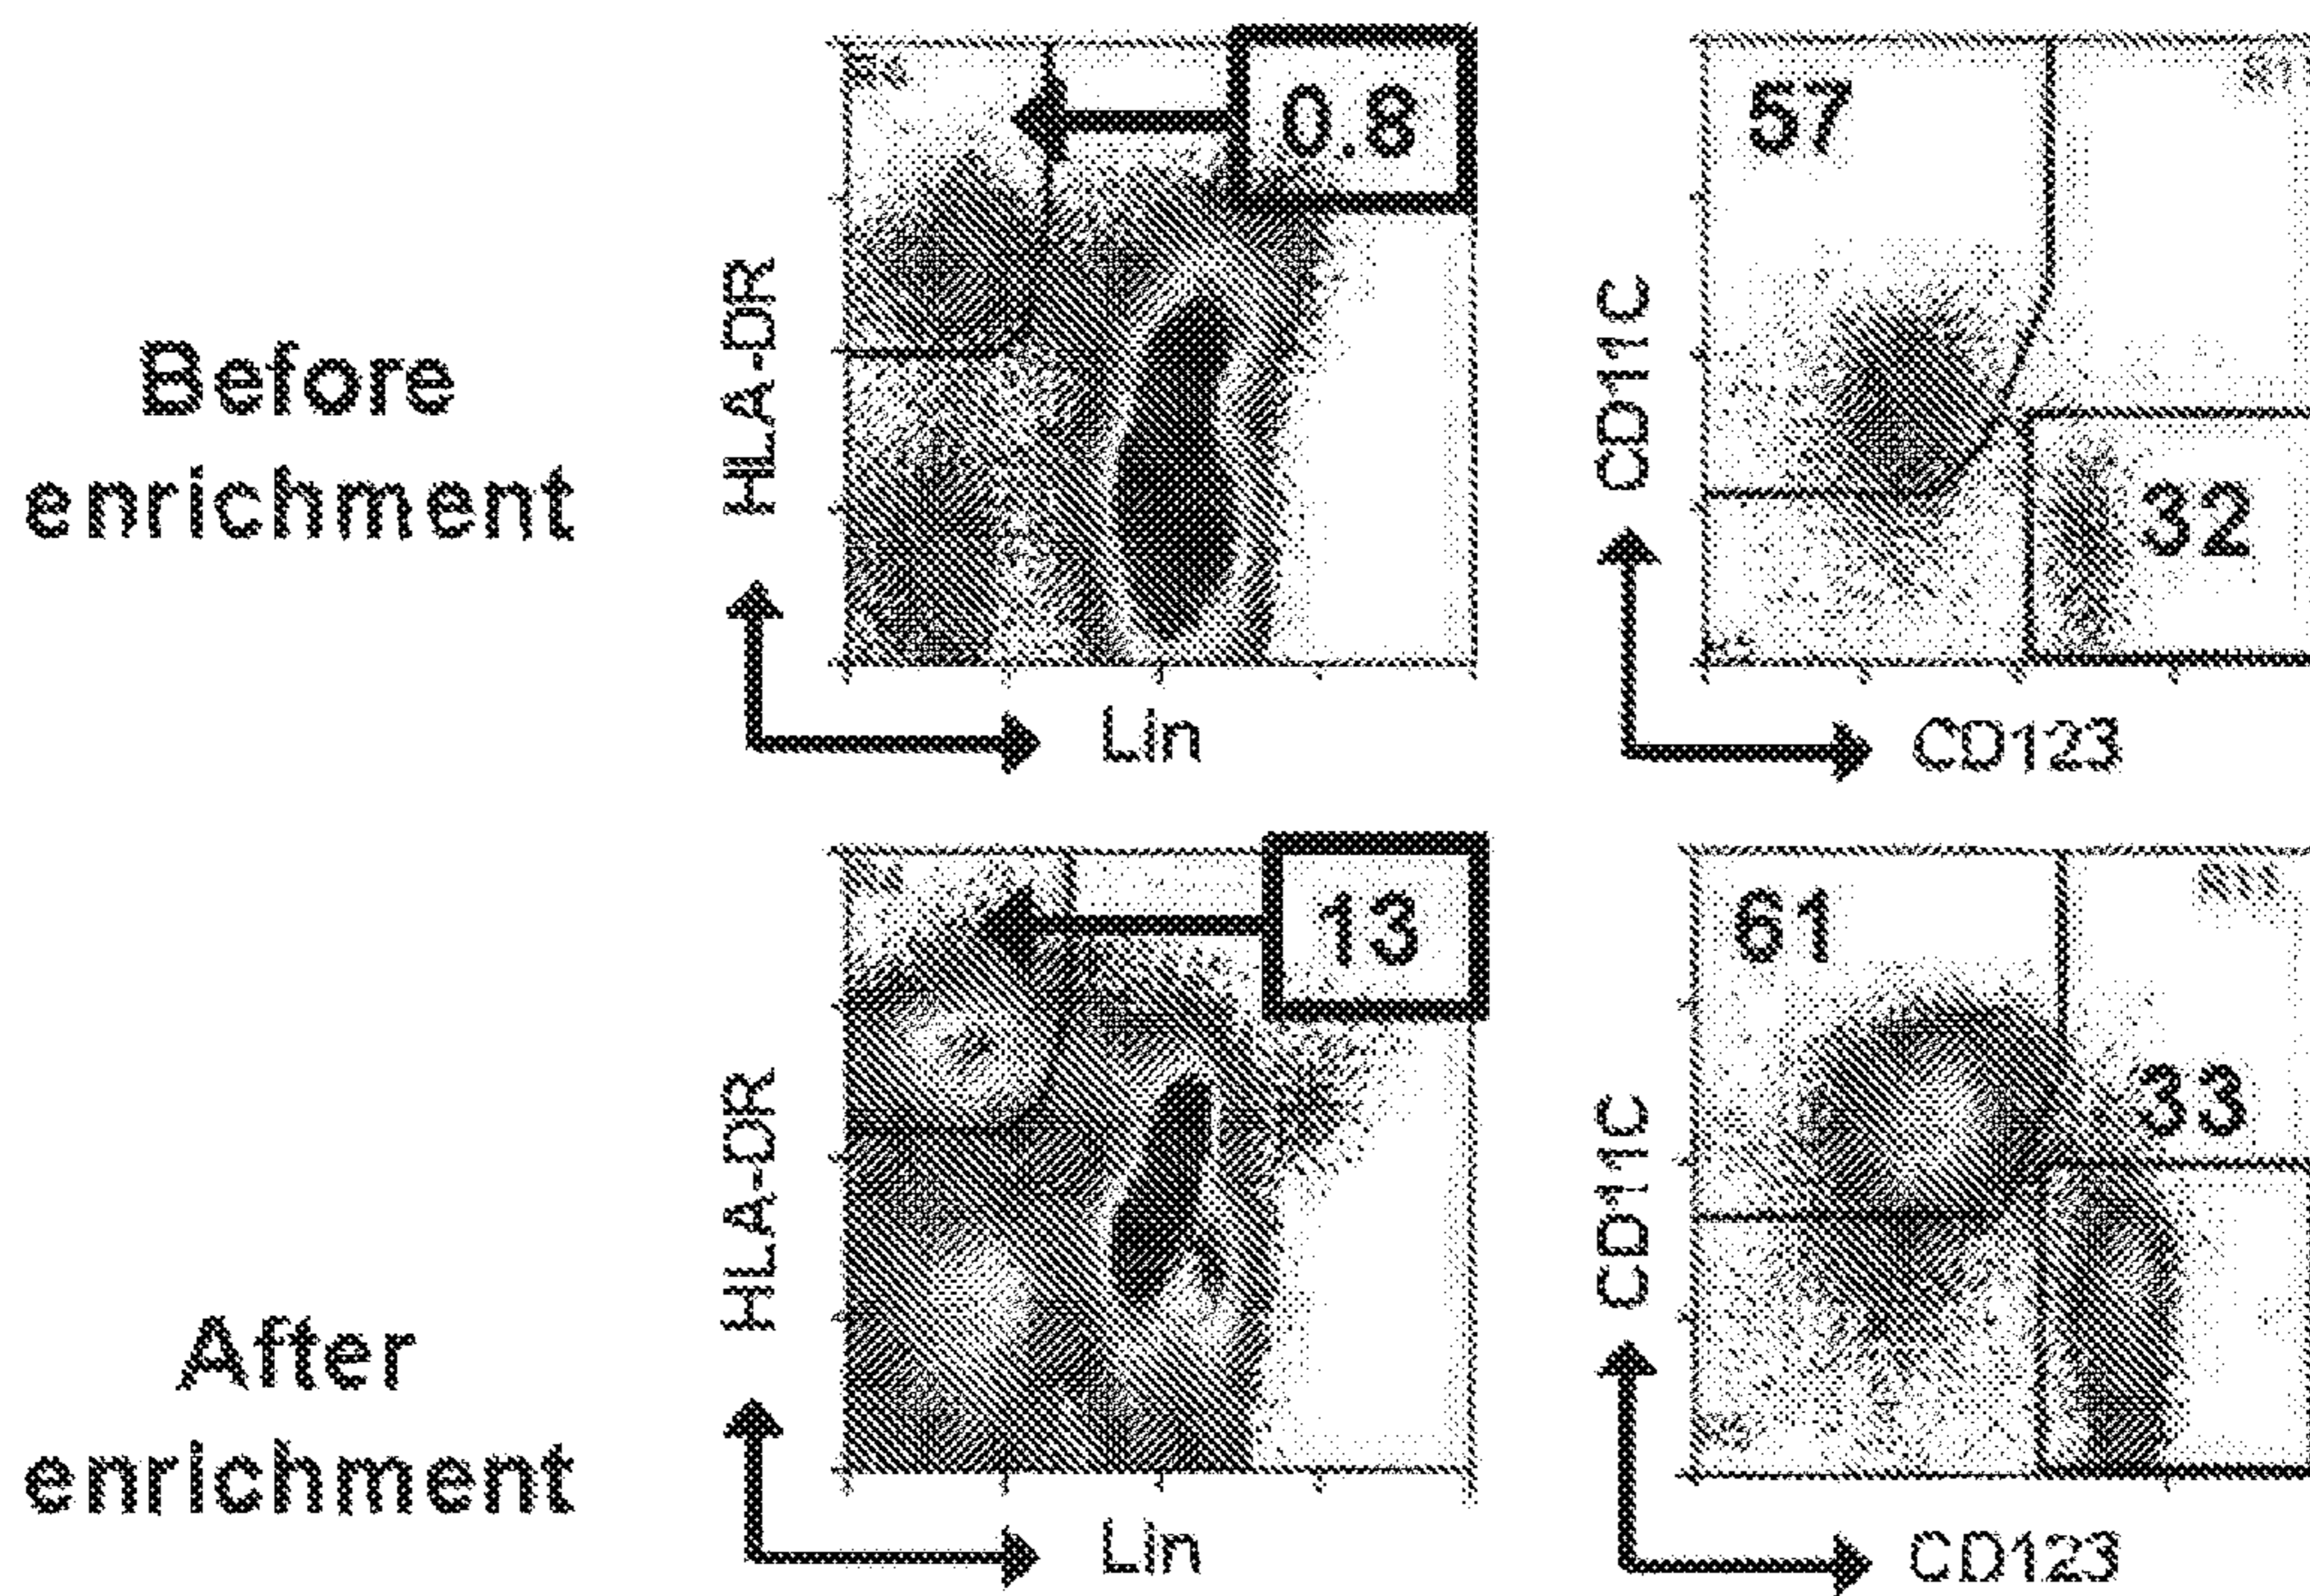 Before
enrichment
HLA-DR
0.8
Lin
CD11C
57
32
CD123
After
enrichment
HLA-DR
13
Lin
CD11C
61
33
CD123